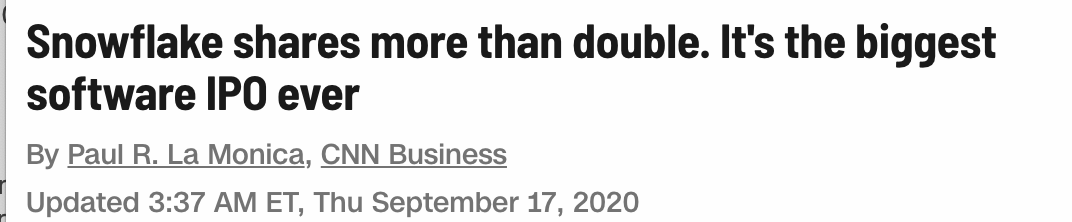 Snowflake shares more than double. It's the biggest
software IPO ever
By Paul R. La Monica, CNN Business
Updated 3:37 AM ET, Thu September 17, 2020